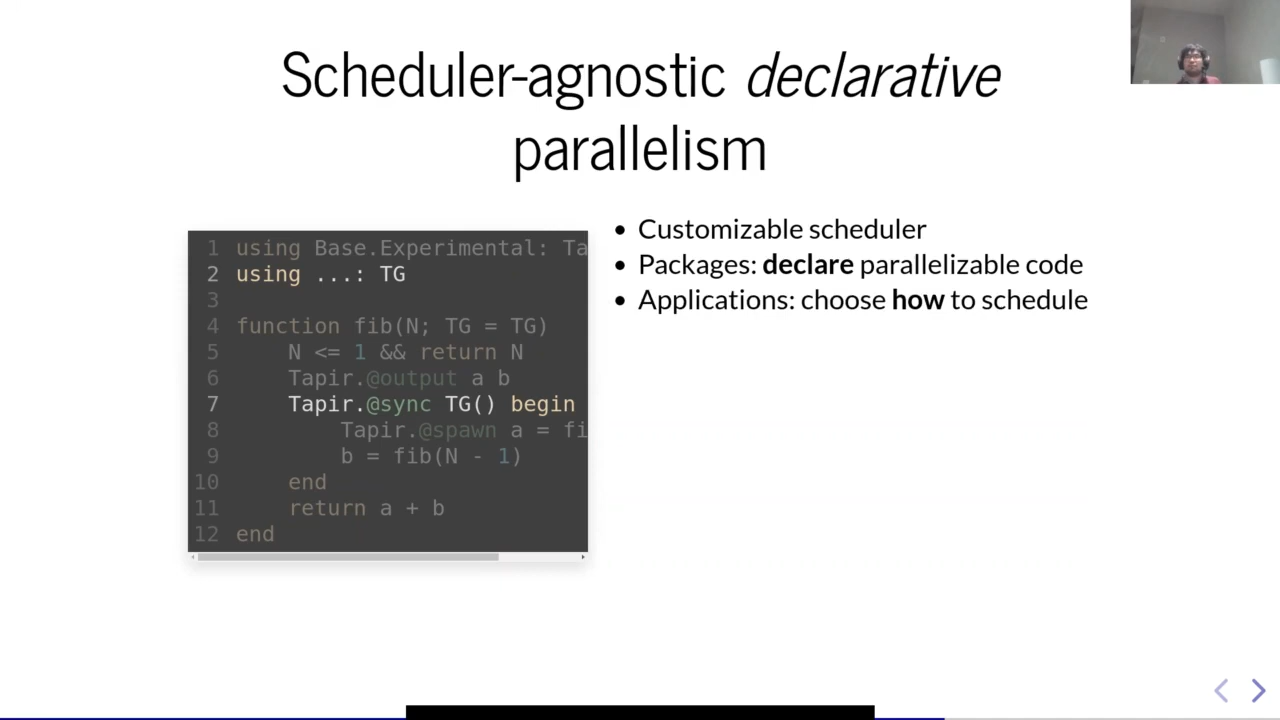 Scheduler-agnostic declarative
parallelism
1 using Base.Experimental: Ta
2 using ...: TG
3
4 function fib(N; TG = TG)
5     N <= 1 && return N
6     Tapir.@output a b
7     Tapir.@sync TG() begin
8         Tapir.@spawn a = fi
9         b = fib(N - 1)
10     end
11     return a + b
12 end
• Customizable scheduler
• Packages: declare parallelizable code
• Applications: choose how to schedule